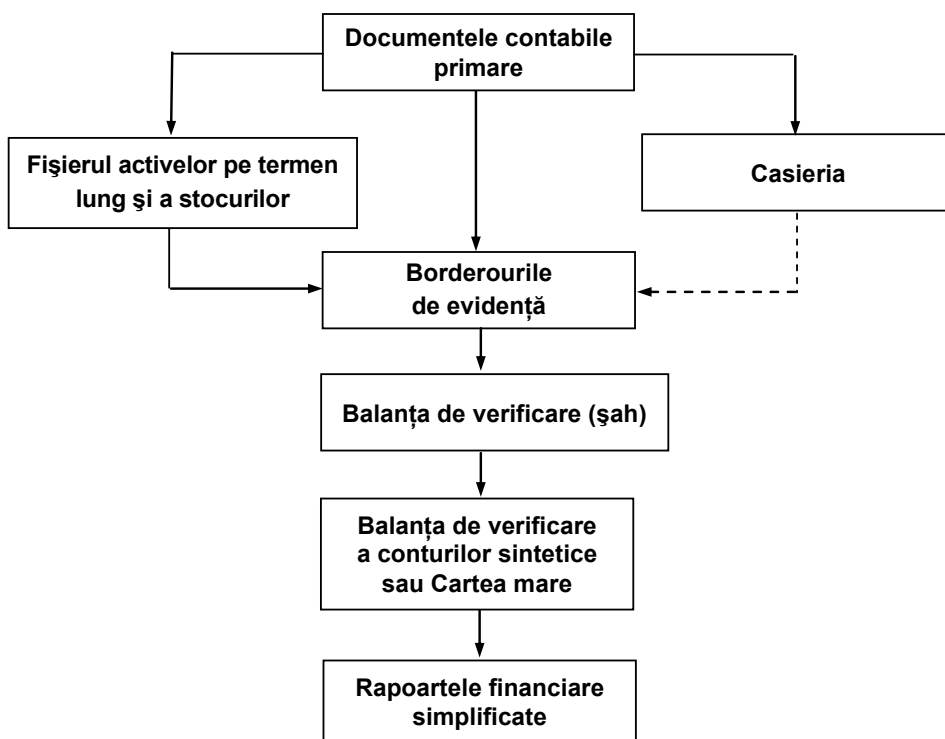 Documentele contabile
primare
Fişierul activelor pe termen
lung şi a stocurilor
Casieria
Borderourile
de evidență
Balanța de verificare (şah)
Balanța de verificare
a conturilor sintetice
sau Cartea mare
Rapoartele financiare
simplificate